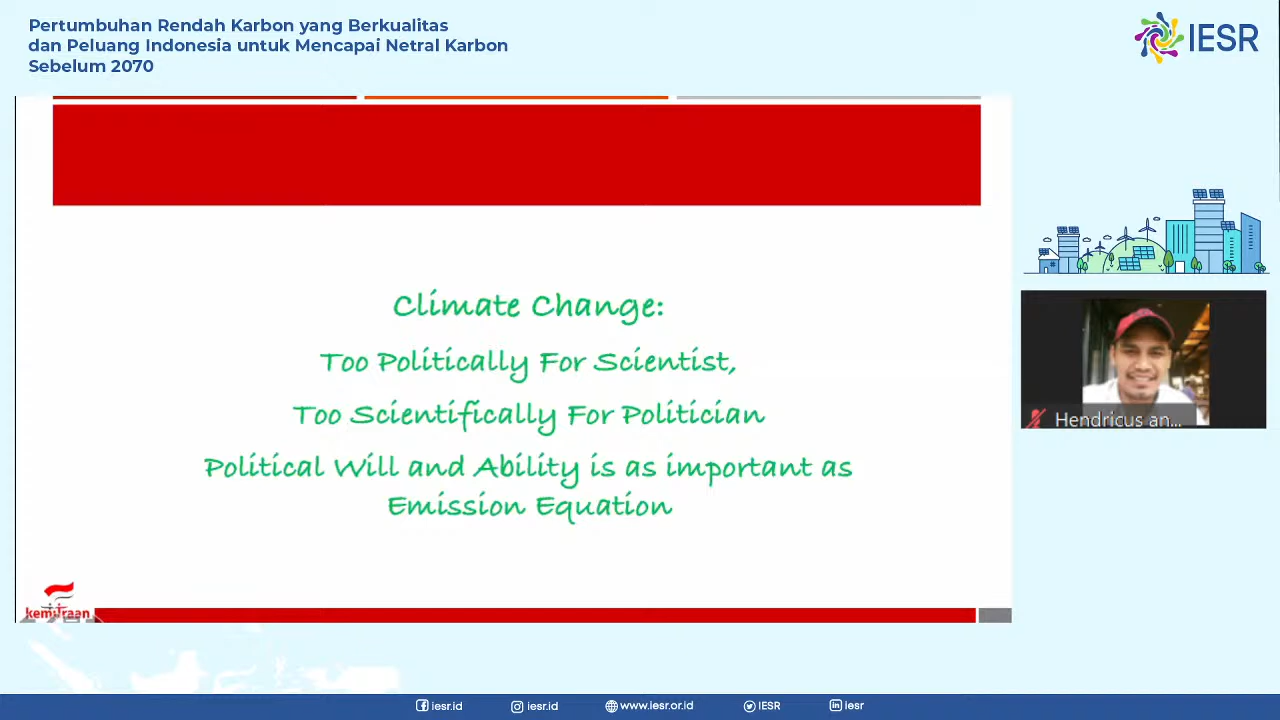 Pertumbuhan Rendah Karbon yang Berkualitas
dan Peluang Indonesia untuk Mencapai Netral Karbon
Sebelum 2070
IESR
Climate Change:
Too Politically For Scientist,
Too Scientifically For Politician
Political Will and Ability is as important as
Emission Equation
Hendricus an...
kemitraan
iesr.id
iesr.id
www.iesr.or.id
IESR
iesr